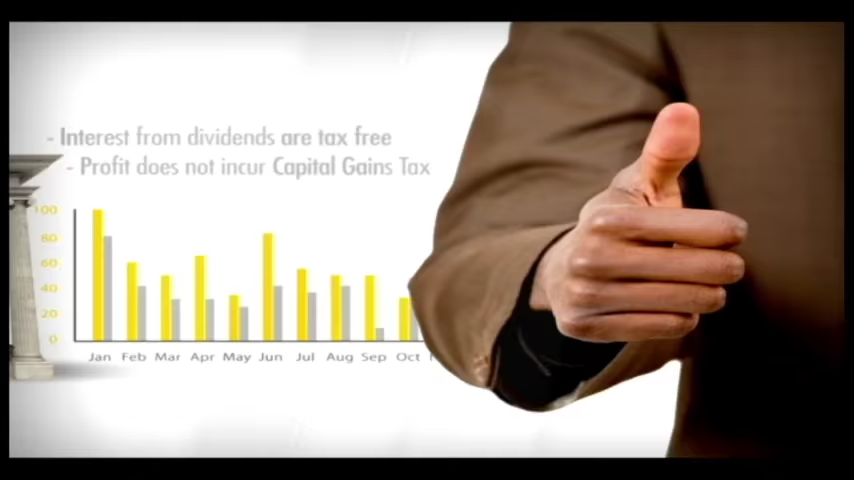 - Interest from dividends are tax free
- Profit does not incur Capital Gains Tax
100
80
60
40
20
0
Jan Feb Mar Apr May Jun Jul Aug Sep Oct